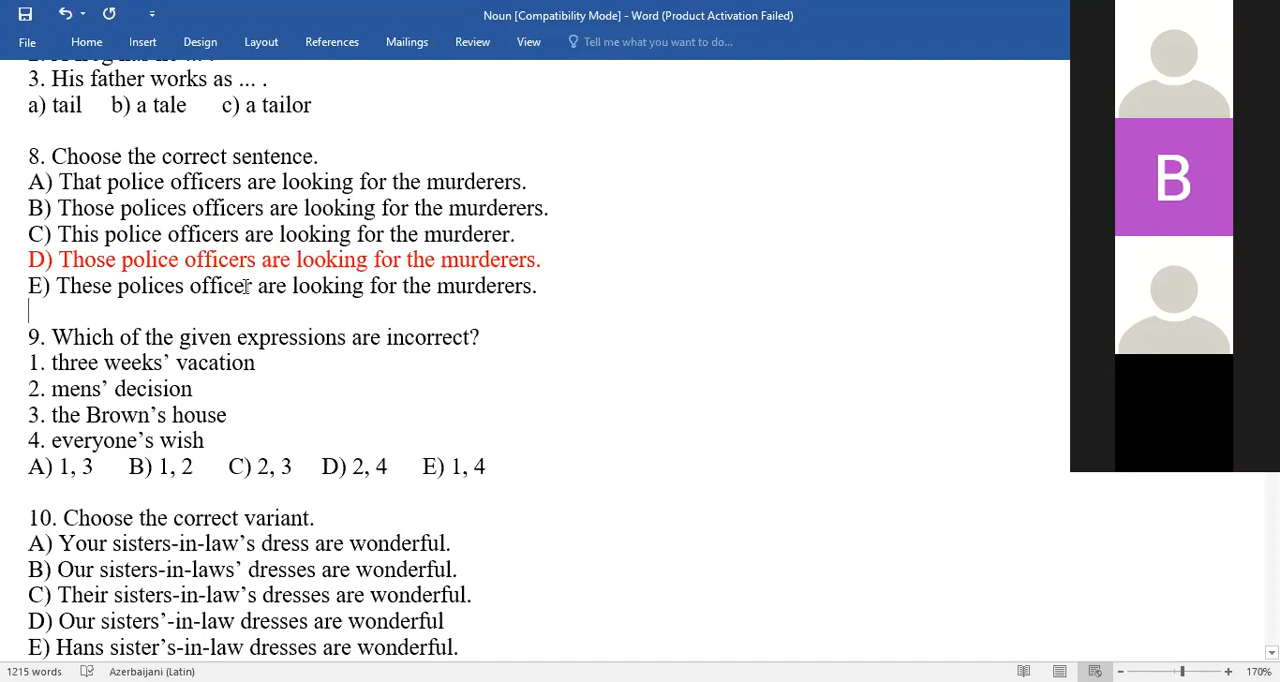 Noun [Compatibility Mode] - Word (Product Activation Failed)
File Home Insert Design Layout References Mailings Review View Tell me what you want to do...
3. His father works as ... .
a) tail b) a tale c) a tailor
8. Choose the correct sentence.
A) That police officers are looking for the murderers.
B) Those polices officers are looking for the murderers.
C) This police officers are looking for the murderer.
D) Those police officers are looking for the murderers.
E) These polices officer are looking for the murderers.
9. Which of the given expressions are incorrect?
1. three weeks’ vacation
2. mens’ decision
3. the Brown’s house
4. everyone’s wish
A) 1, 3 B) 1, 2 C) 2, 3 D) 2, 4 E) 1, 4
10. Choose the correct variant.
A) Your sisters-in-law’s dress are wonderful.
B) Our sisters-in-laws’ dresses are wonderful.
C) Their sisters-in-law’s dresses are wonderful.
D) Our sisters’-in-law dresses are wonderful
E) Hans sister’s-in-law dresses are wonderful.
B
1215 words Azerbaijani (Latin) 170%